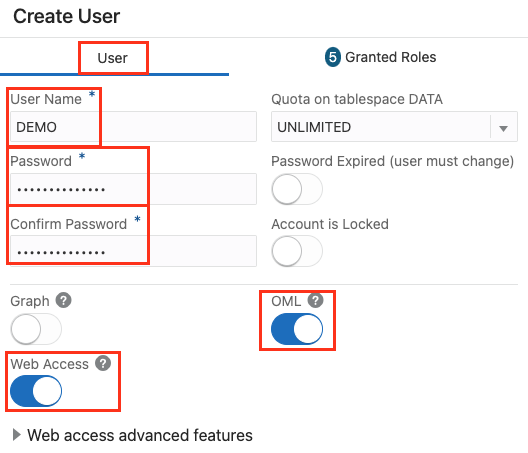 Create User
User
5 Granted Roles
User Name * Quota on tablespace DATA
DEMO UNLIMITED
Password * Password Expired (user must change)
••••••••••••••
Confirm Password * Account is Locked
••••••••••••••
Graph ? OML ?
Web Access ?
Web access advanced features